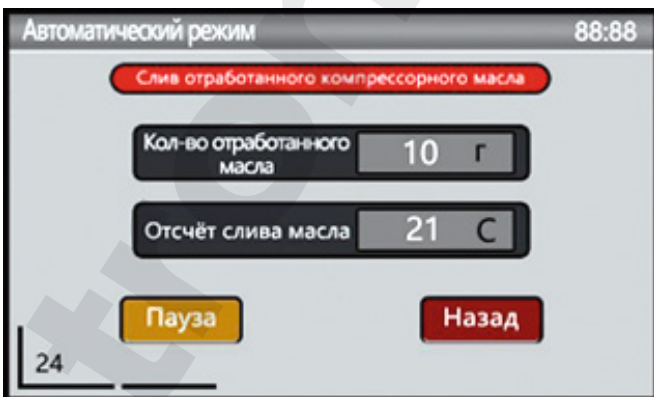 Автоматический режим 88:88
Слив отработанного компрессорного масла
Кол-во отработанного
масла
10 г
Отсчёт слива масла 21 С
Пауза Назад
24